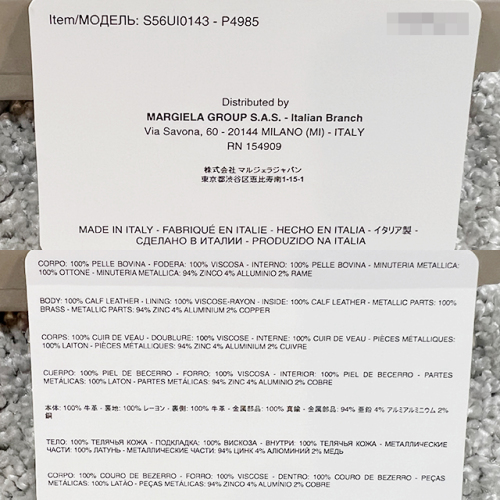 Item/МОДЕЛЬ: S56UI0143 - P4985
Distributed by
MARGIELA GROUP S.A.S. - Italian Branch
Via Savona, 60 - 20144 MILANO (MI) - ITALY
RN 154909
株式会社 マルジェラジャパン
東京都渋谷区恵比寿南1-15-1
MADE IN ITALY - FABRIQUÉ EN ITALIE - HECHO EN ITALIA - イタリア製 -
СДЕЛАНО В ИТАЛИИ - PRODUZIDO NA ITALIA
CORPO: 100% PELLE BOVINA - FODERA: 100% VISCOSA - INTERNO: 100% PELLE BOVINA - MINUTERIA METALLICA:
100% OTTONE - MINUTERIA METALLICA: 94% ZINCO 4% ALLUMINIO 2% RAME
BODY: 100% CALF LEATHER - LINING: 100% VISCOSE-RAYON - INSIDE: 100% CALF LEATHER - METALLIC PARTS: 100%
BRASS - METALLIC PARTS: 94% ZINC 4% ALUMINIUM 2% COPPER
CORPS: 100% CUIR DE VEAU - DOUBLURE: 100% VISCOSE - INTERNE: 100% CUIR DE VEAU - PIÈCES MÉTALLIQUES:
100% LAITON - PIÈCES MÉTALLIQUES: 94% ZINC 4% ALUMINIUM 2% CUIVRE
CUERPO: 100% PIEL DE BECERRO - FORRO: 100% VISCOSA - INTERIOR: 100% PIEL DE BECERRO - PARTES
METÁLICAS: 100% LATON - PARTES METÁLICAS: 94% ZINC 4% ALUMINIO 2% COBRE
本体: 100% 牛革 - 裏地: 100% レーヨン - 裏側: 100% 牛革 - 金属部品: 100% 真鍮 - 金属部品: 94% 亜鉛 4% アルミアルミニウム 2%
銅
ТЕЛО: 100% ТЕЛЯЧЬЯ КОЖА - ПОДКЛАДКА: 100% ВИСКОЗА - ВНУТРИ: 100% ТЕЛЯЧЬЯ КОЖА - МЕТАЛЛИЧЕСКИЕ
ЧАСТИ: 100% ЛАТУНЬ - МЕТАЛЛИЧЕСКИЕ ЧАСТИ: 94% ЦИНК 4% АЛЮМИНИЙ 2% МЕДЬ
CORPO: 100% COURO DE BEZERRO - FORRO: 100% VISCOSE - DENTRO: 100% COURO DE BEZERRO - PEÇAS
METÁLICAS: 100% LATÃO - PEÇAS METÁLICAS: 94% ZINCO 4% ALUMÍNIO 2% COBRE